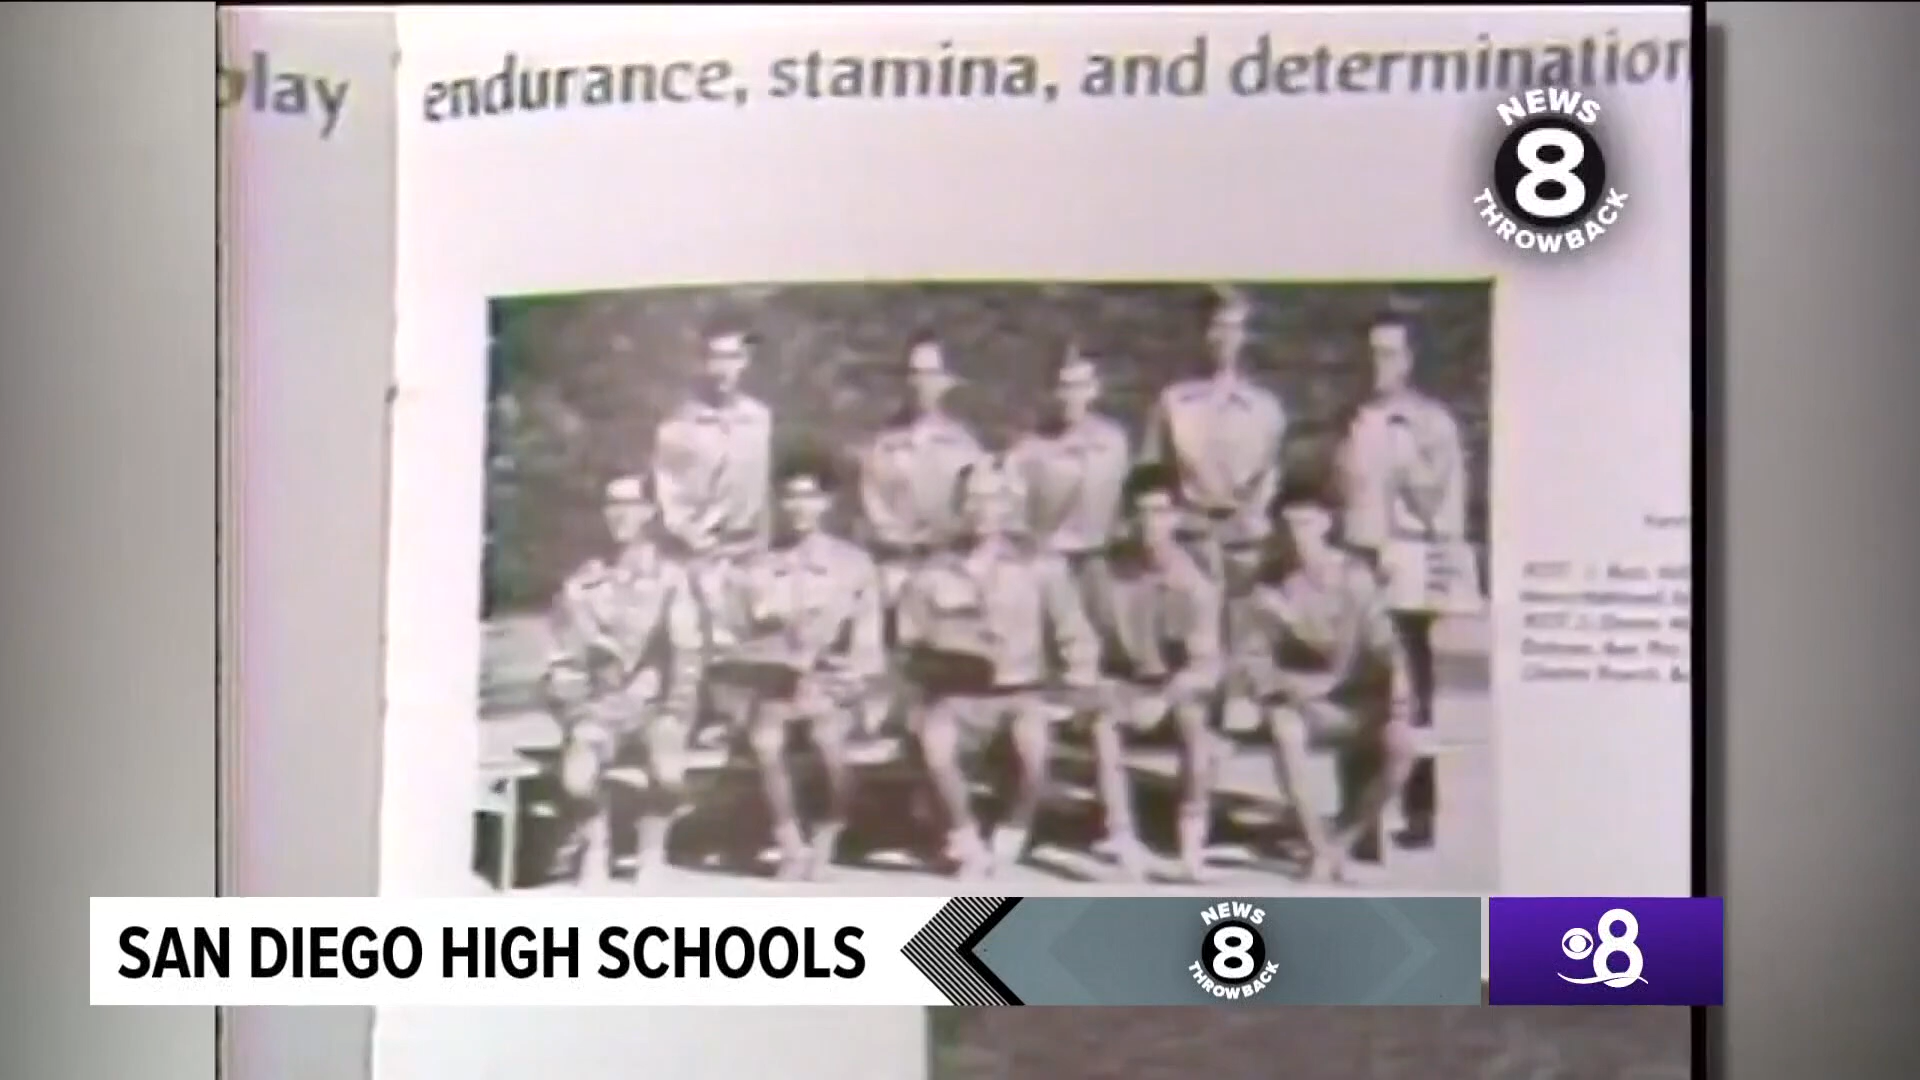 play endurance, stamina, and determination
NEWS
8
THROWBACK
SAN DIEGO HIGH SCHOOLS
NEWS
8
THROWBACK
8